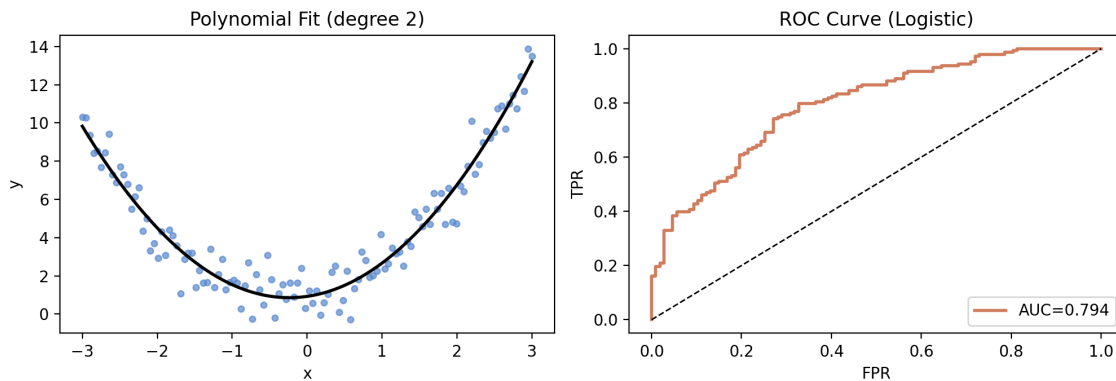 Polynomial Fit (degree 2)
14
12
10
8
6
4
2
0
y
−3 −2 −1 0 1 2 3
x
ROC Curve (Logistic)
1.0
0.8
0.6
0.4
0.2
0.0
TPR
AUC=0.794
0.0 0.2 0.4 0.6 0.8 1.0
FPR